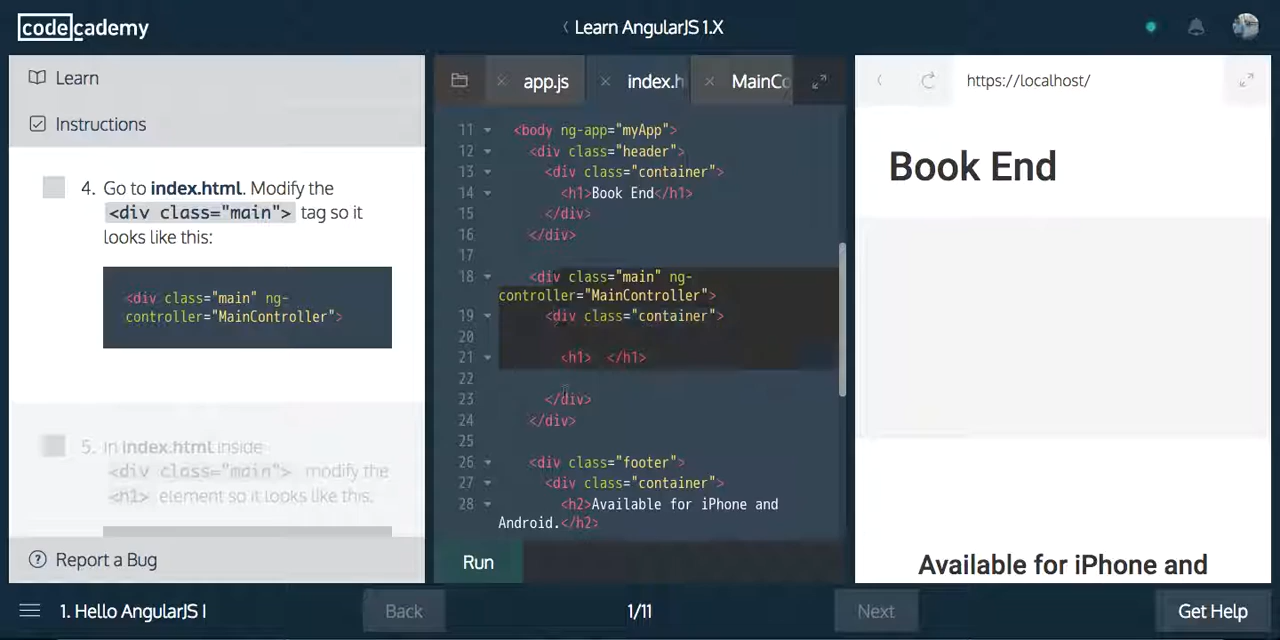 codecademy
Learn AngularJS 1.X
Learn
Instructions
4. Go to index.html. Modify the
<div class="main"> tag so it
looks like this:
<div class="main" ng-
controller="MainController">
5. In index.html inside
<div class="main"> modify the
<h1> element so it looks like this.
Report a Bug
app.js
index.h
MainCo
11 <body ng-app="myApp">
12 <div class="header">
13 <div class="container">
14 <h1>Book End</h1>
15 </div>
16 </div>
17
18 <div class="main" ng-
controller="MainController">
19 <div class="container">
20
21 <h1> </h1>
22
23 </div>
24 </div>
25
26 <div class="footer">
27 <div class="container">
28 <h2>Available for iPhone and
Android.</h2>
Run
https://localhost/
Book End
Available for iPhone and
1. Hello AngularJS I
Back
1/11
Next
Get Help